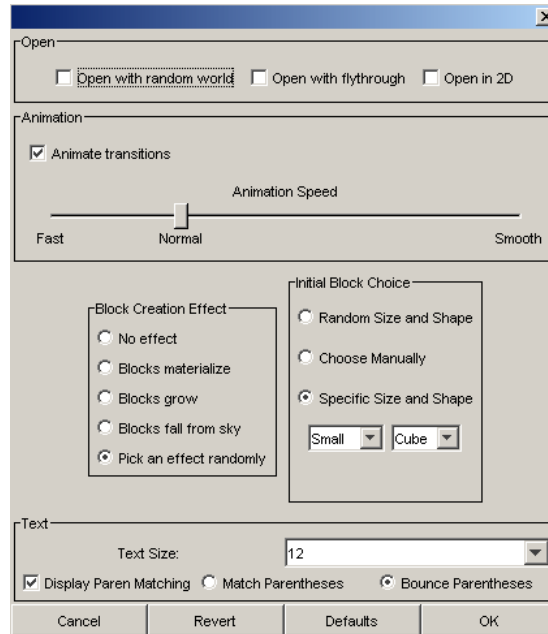 Open
Open with random world Open with flythrough Open in 2D
Animation
Animate transitions
Animation Speed
Fast Normal Smooth
Block Creation Effect
No effect
Blocks materialize
Blocks grow
Blocks fall from sky
Pick an effect randomly
Initial Block Choice
Random Size and Shape
Choose Manually
Specific Size and Shape
Small Cube
Text
Text Size: 12
Display Paren Matching Match Parentheses Bounce Parentheses
Cancel Revert Defaults OK